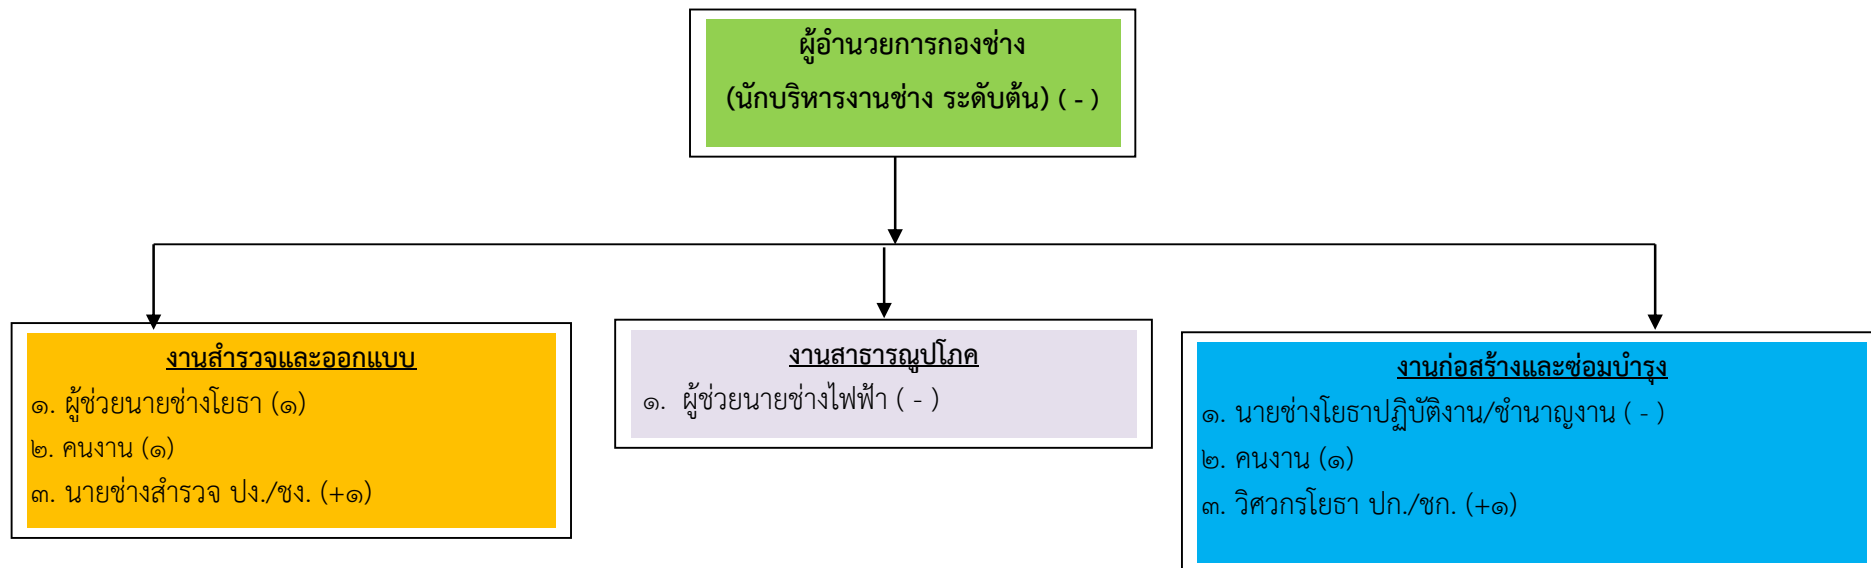 ผู้อำนวยการกองช่าง
(นักบริหารงานช่าง ระดับต้น) ( - )
งานสำรวจและออกแบบ
๑. ผู้ช่วยนายช่างโยธา (๑)
๒. คนงาน (๑)
๓. นายช่างสำรวจ ปง./ชง. (+๑)
งานสาธารณูปโภค
๑. ผู้ช่วยนายช่างไฟฟ้า ( - )
งานก่อสร้างและซ่อมบำรุง
๑. นายช่างโยธาปฏิบัติงาน/ชำนาญงาน ( - )
๒. คนงาน (๑)
๓. วิศวกรโยธา ปก./ชก. (+๑)